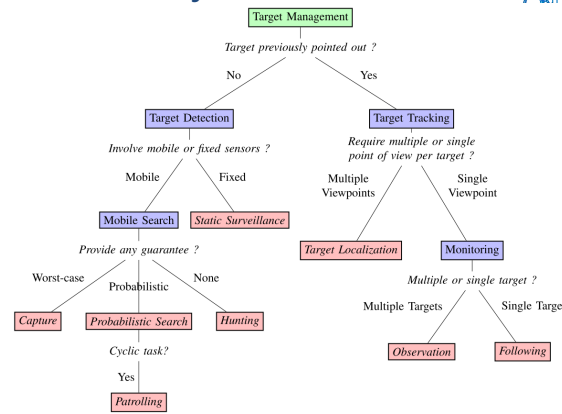 Target Management
Target previously pointed out ?
No
Yes
Target Detection
Target Tracking
Involve mobile or fixed sensors ?
Require multiple or single
point of view per target ?
Mobile
Fixed
Multiple
Viewpoints
Single
Viewpoint
Mobile Search
Static Surveillance
Target Localization
Monitoring
Provide any guarantee ?
Multiple or single target ?
Worst-case
Probabilistic
None
Multiple Targets
Single Targe
Capture
Probabilistic Search
Hunting
Observation
Following
Cyclic task?
Yes
Patrolling